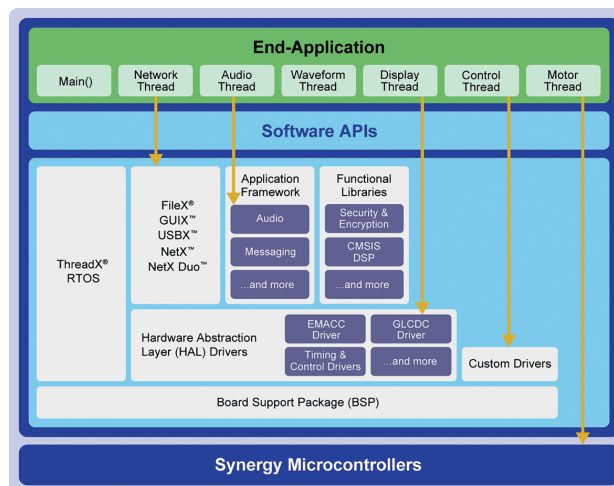 End-Application
Main()
Network
Thread
Audio
Thread
Waveform
Thread
Display
Thread
Control
Thread
Motor
Thread
Software APIs
ThreadX®
RTOS
FileX®
GUIX™
USBX™
NetX™
NetX Duo™
Application
Framework
Audio
Messaging
...and more
Functional
Libraries
Security &
Encryption
CMSIS
DSP
...and more
Hardware Abstraction
Layer (HAL) Drivers
EMACC
Driver
GLCDC
Driver
Timing &
Control Drivers
...and more
Custom Drivers
Board Support Package (BSP)
Synergy Microcontrollers